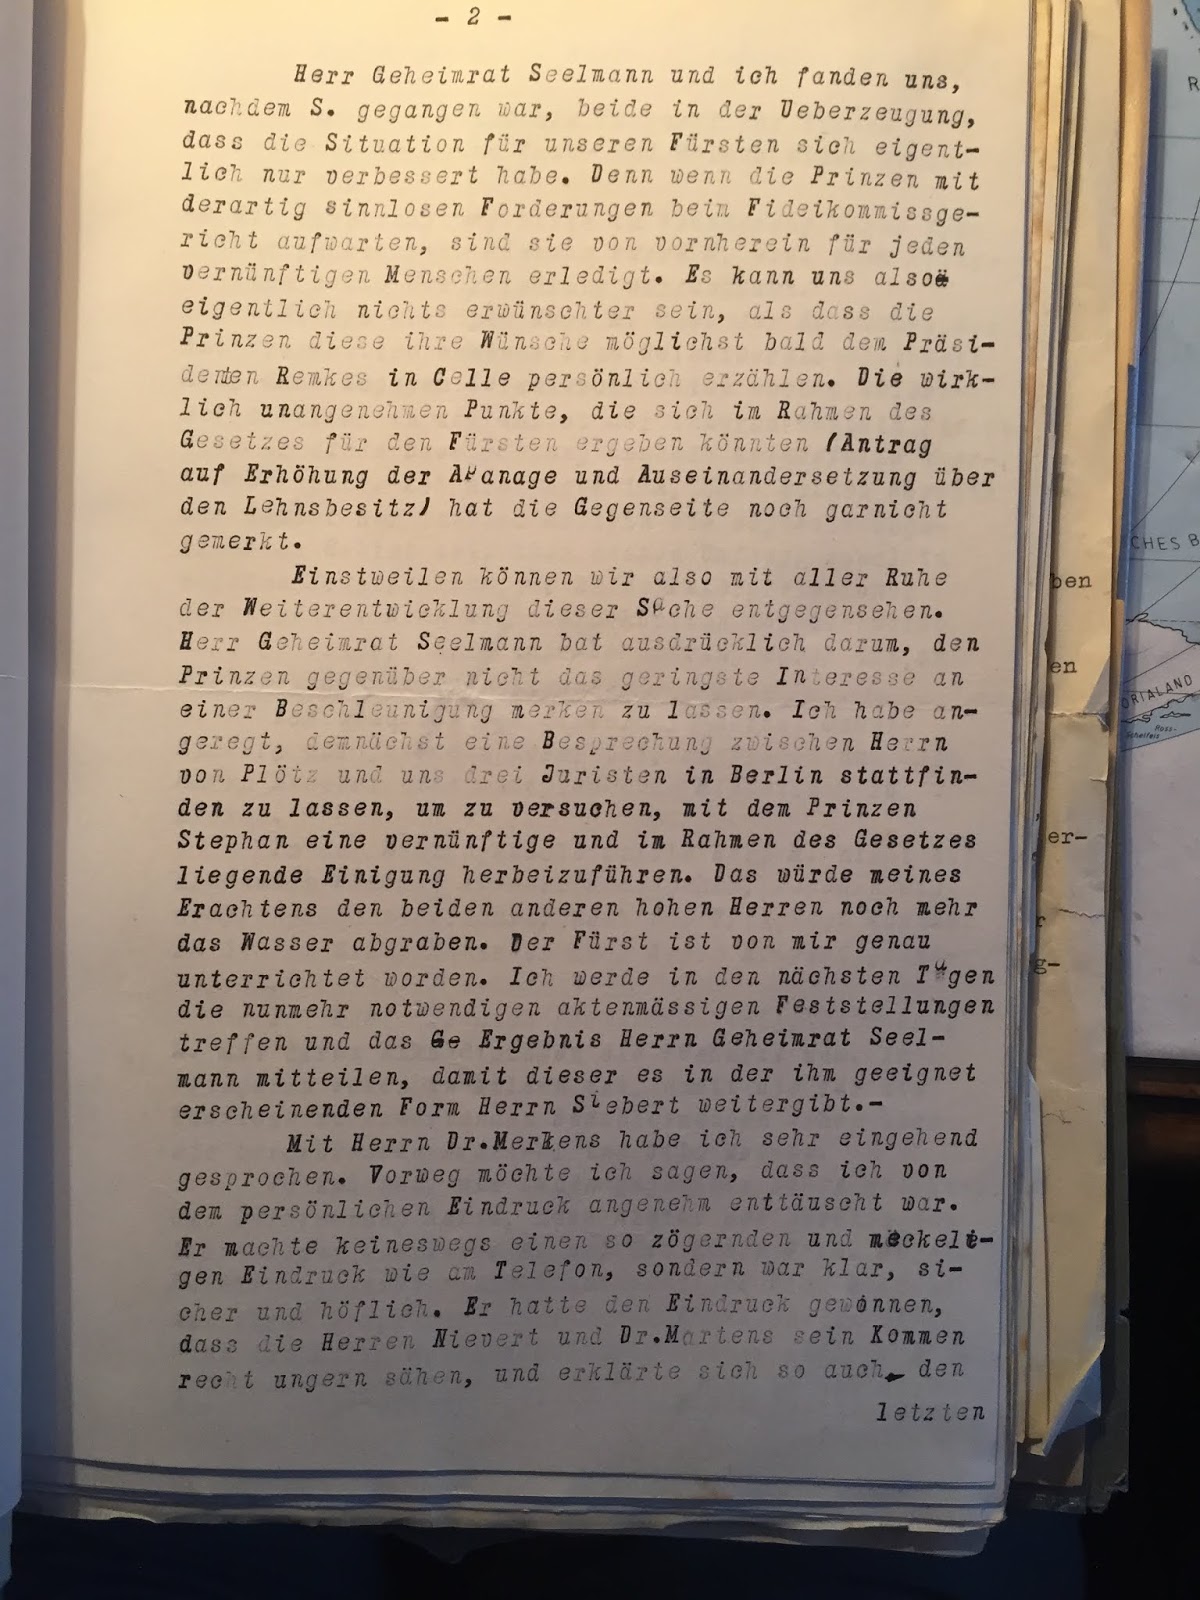 - 2 -
Herr Geheimrat Seelmann und ich fanden uns,
nachdem S. gegangen war, beide in der Ueberzeugung,
dass die Situation für unseren Fürsten sich eigent-
lich nur verbessert habe. Denn wenn die Prinzen mit
derartig sinnlosen Forderungen beim Fideikommissge-
richt aufwarten, sind sie von vornherein für jeden
vernünftigen Menschen erledigt. Es kann uns also
eigentlich nichts erwünschter sein, als dass die
Prinzen diese ihre Wünsche möglichst bald dem Präsi-
denten Remkes in Celle persönlich erzählen. Die wirk-
lich unangenehmen Punkte, die sich im Rahmen des
Gesetzes für den Fürsten ergeben könnten (Antrag
auf Erhöhung der Apanage und Auseinandersetzung über
den Lehnsbesitz) hat die Gegenseite noch garnicht
gemerkt.
Einstweilen können wir also mit aller Ruhe
der Weiterentwicklung dieser Sache entgegensehen.
Herr Geheimrat Seelmann bat ausdrücklich darum, den
Prinzen gegenüber nicht das geringste Interesse an
einer Beschleunigung merken zu lassen. Ich habe an-
geregt, demnächst eine Besprechung zwischen Herrn
von Plötz und uns drei Juristen in Berlin stattfin-
den zu lassen, um zu versuchen, mit dem Prinzen
Stephan eine vernünftige und im Rahmen des Gesetzes
liegende Einigung herbeizuführen. Das würde meines
Erachtens den beiden anderen hohen Herren noch mehr
das Wasser abgraben. Der Fürst ist von mir genau
unterrichtet worden. Ich werde in den nächsten Tagen
die nunmehr notwendigen aktenmässigen Feststellungen
treffen und das Ge Ergebnis Herrn Geheimrat Seel-
mann mitteilen, damit dieser es in der ihm geeignet
erscheinenden Form Herrn Siebert weitergibt.-
Mit Herrn Dr.Merkens habe ich sehr eingehend
gesprochen. Vorweg möchte ich sagen, dass ich von
dem persönlichen Eindruck angenehm enttäuscht war.
Er machte keineswegs einen so zögernden und mäckeli-
gen Eindruck wie am Telefon, sondern war klar, si-
cher und höflich. Er hatte den Eindruck gewonnen,
dass die Herren Nievert und Dr.Martens sein Kommen
recht ungern sähen, und erklärte sich so auch den
letzten
ben
en
er-
g-
CHES B
ORIALAND
Ross-
Schelfeis
R